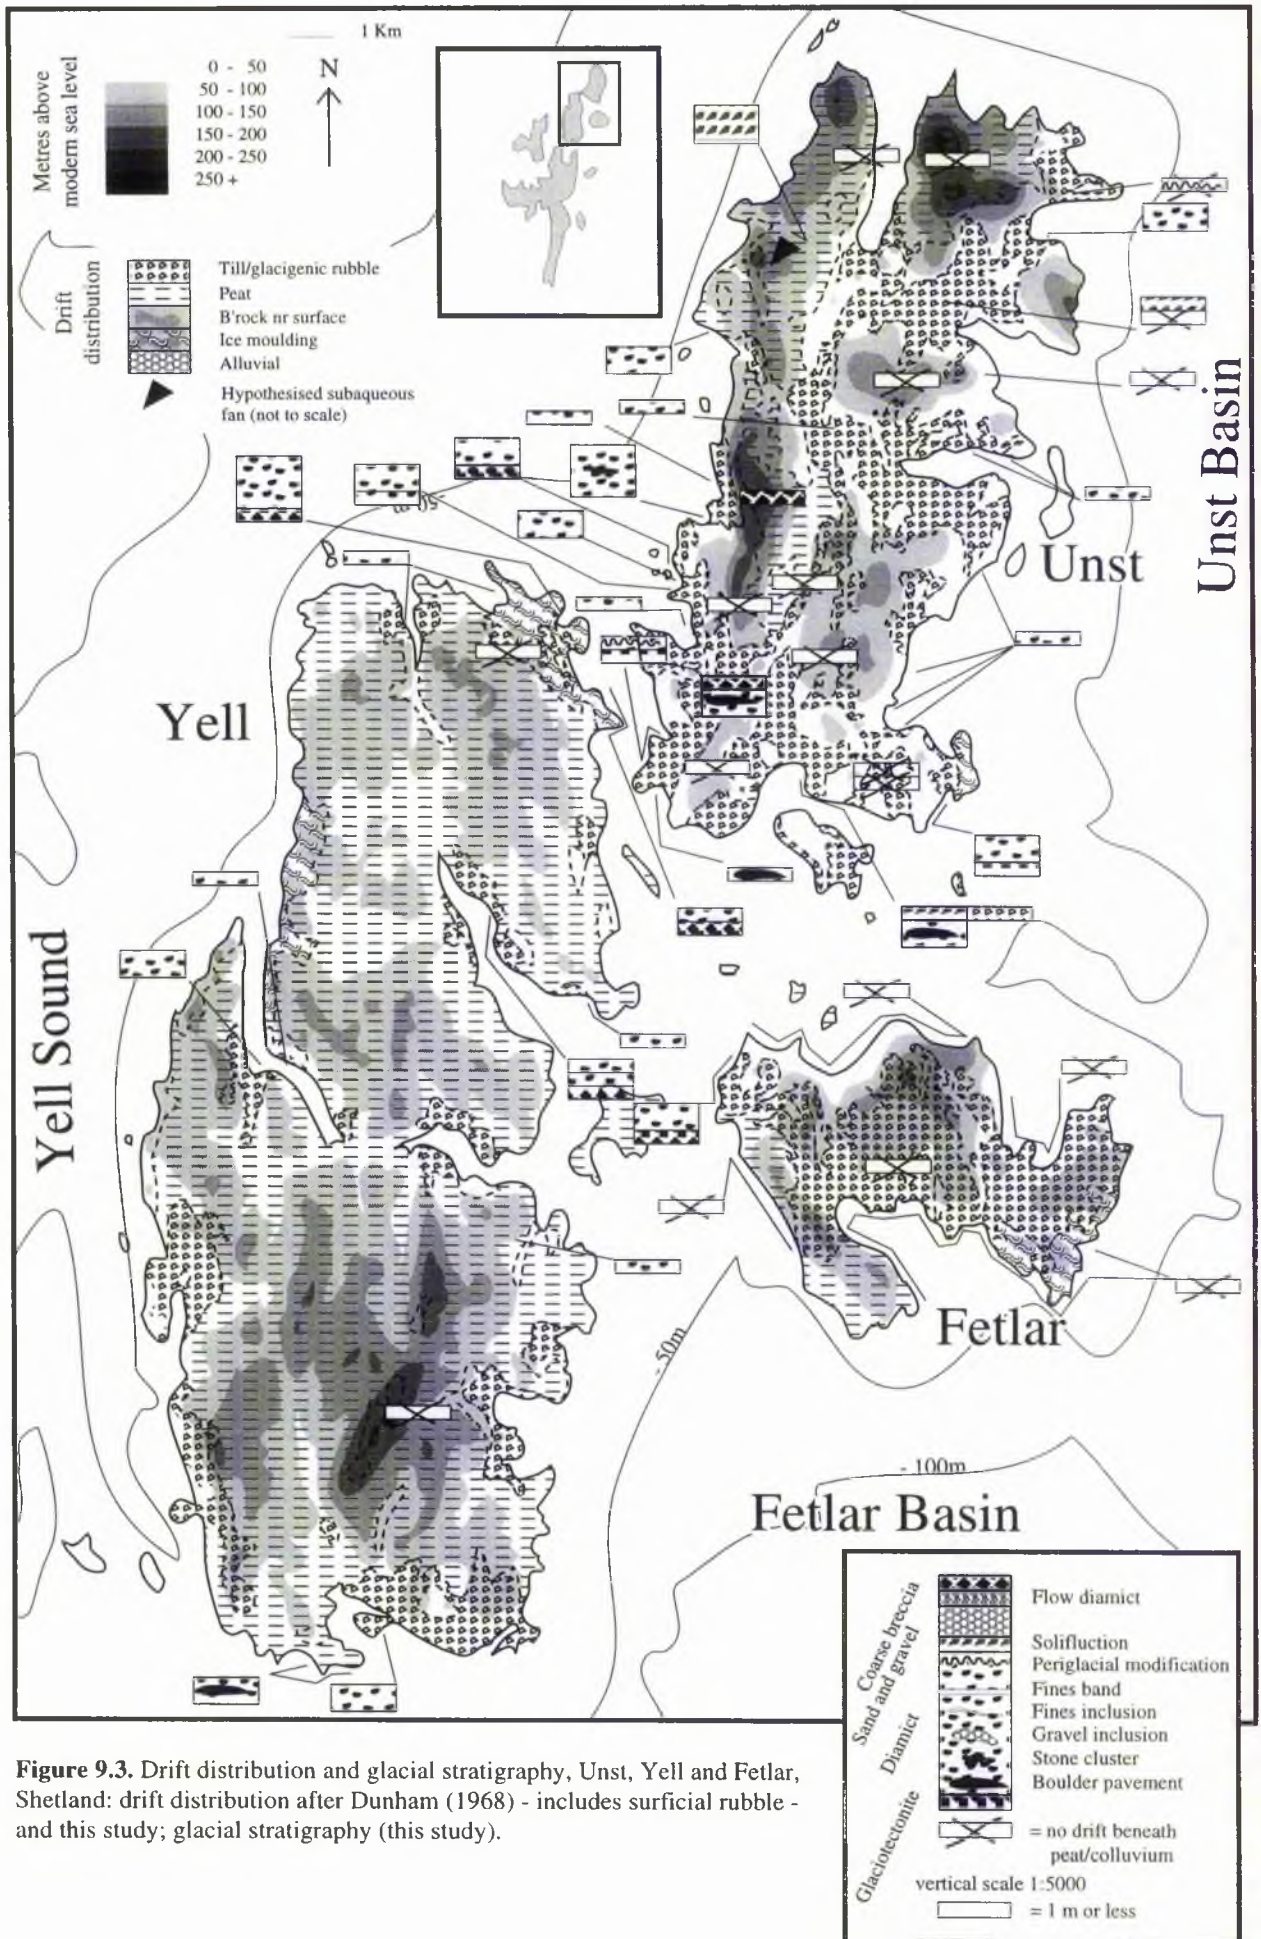 1 Km
Metres above
modern sea level
0 - 50
50 - 100
100 - 150
150 - 200
200 - 250
250 +
N
Drift
distribution
Till/glacigenic rubble
Peat
B'rock nr surface
Ice moulding
Alluvial
Hypothesised subaqueous
fan (not to scale)
Unst Basin
Unst
Yell
Yell Sound
Fetlar
- 50m
- 100m
Fetlar Basin
Coarse breccia
Sand and gravel
Diamict
Glaciotectonite
Flow diamict
Solifluction
Periglacial modification
Fines band
Fines inclusion
Gravel inclusion
Stone cluster
Boulder pavement
= no drift beneath
peat/colluvium
vertical scale 1:5000
= 1 m or less
Figure 9.3. Drift distribution and glacial stratigraphy, Unst, Yell and Fetlar,
Shetland: drift distribution after Dunham (1968) - includes surficial rubble -
and this study; glacial stratigraphy (this study).